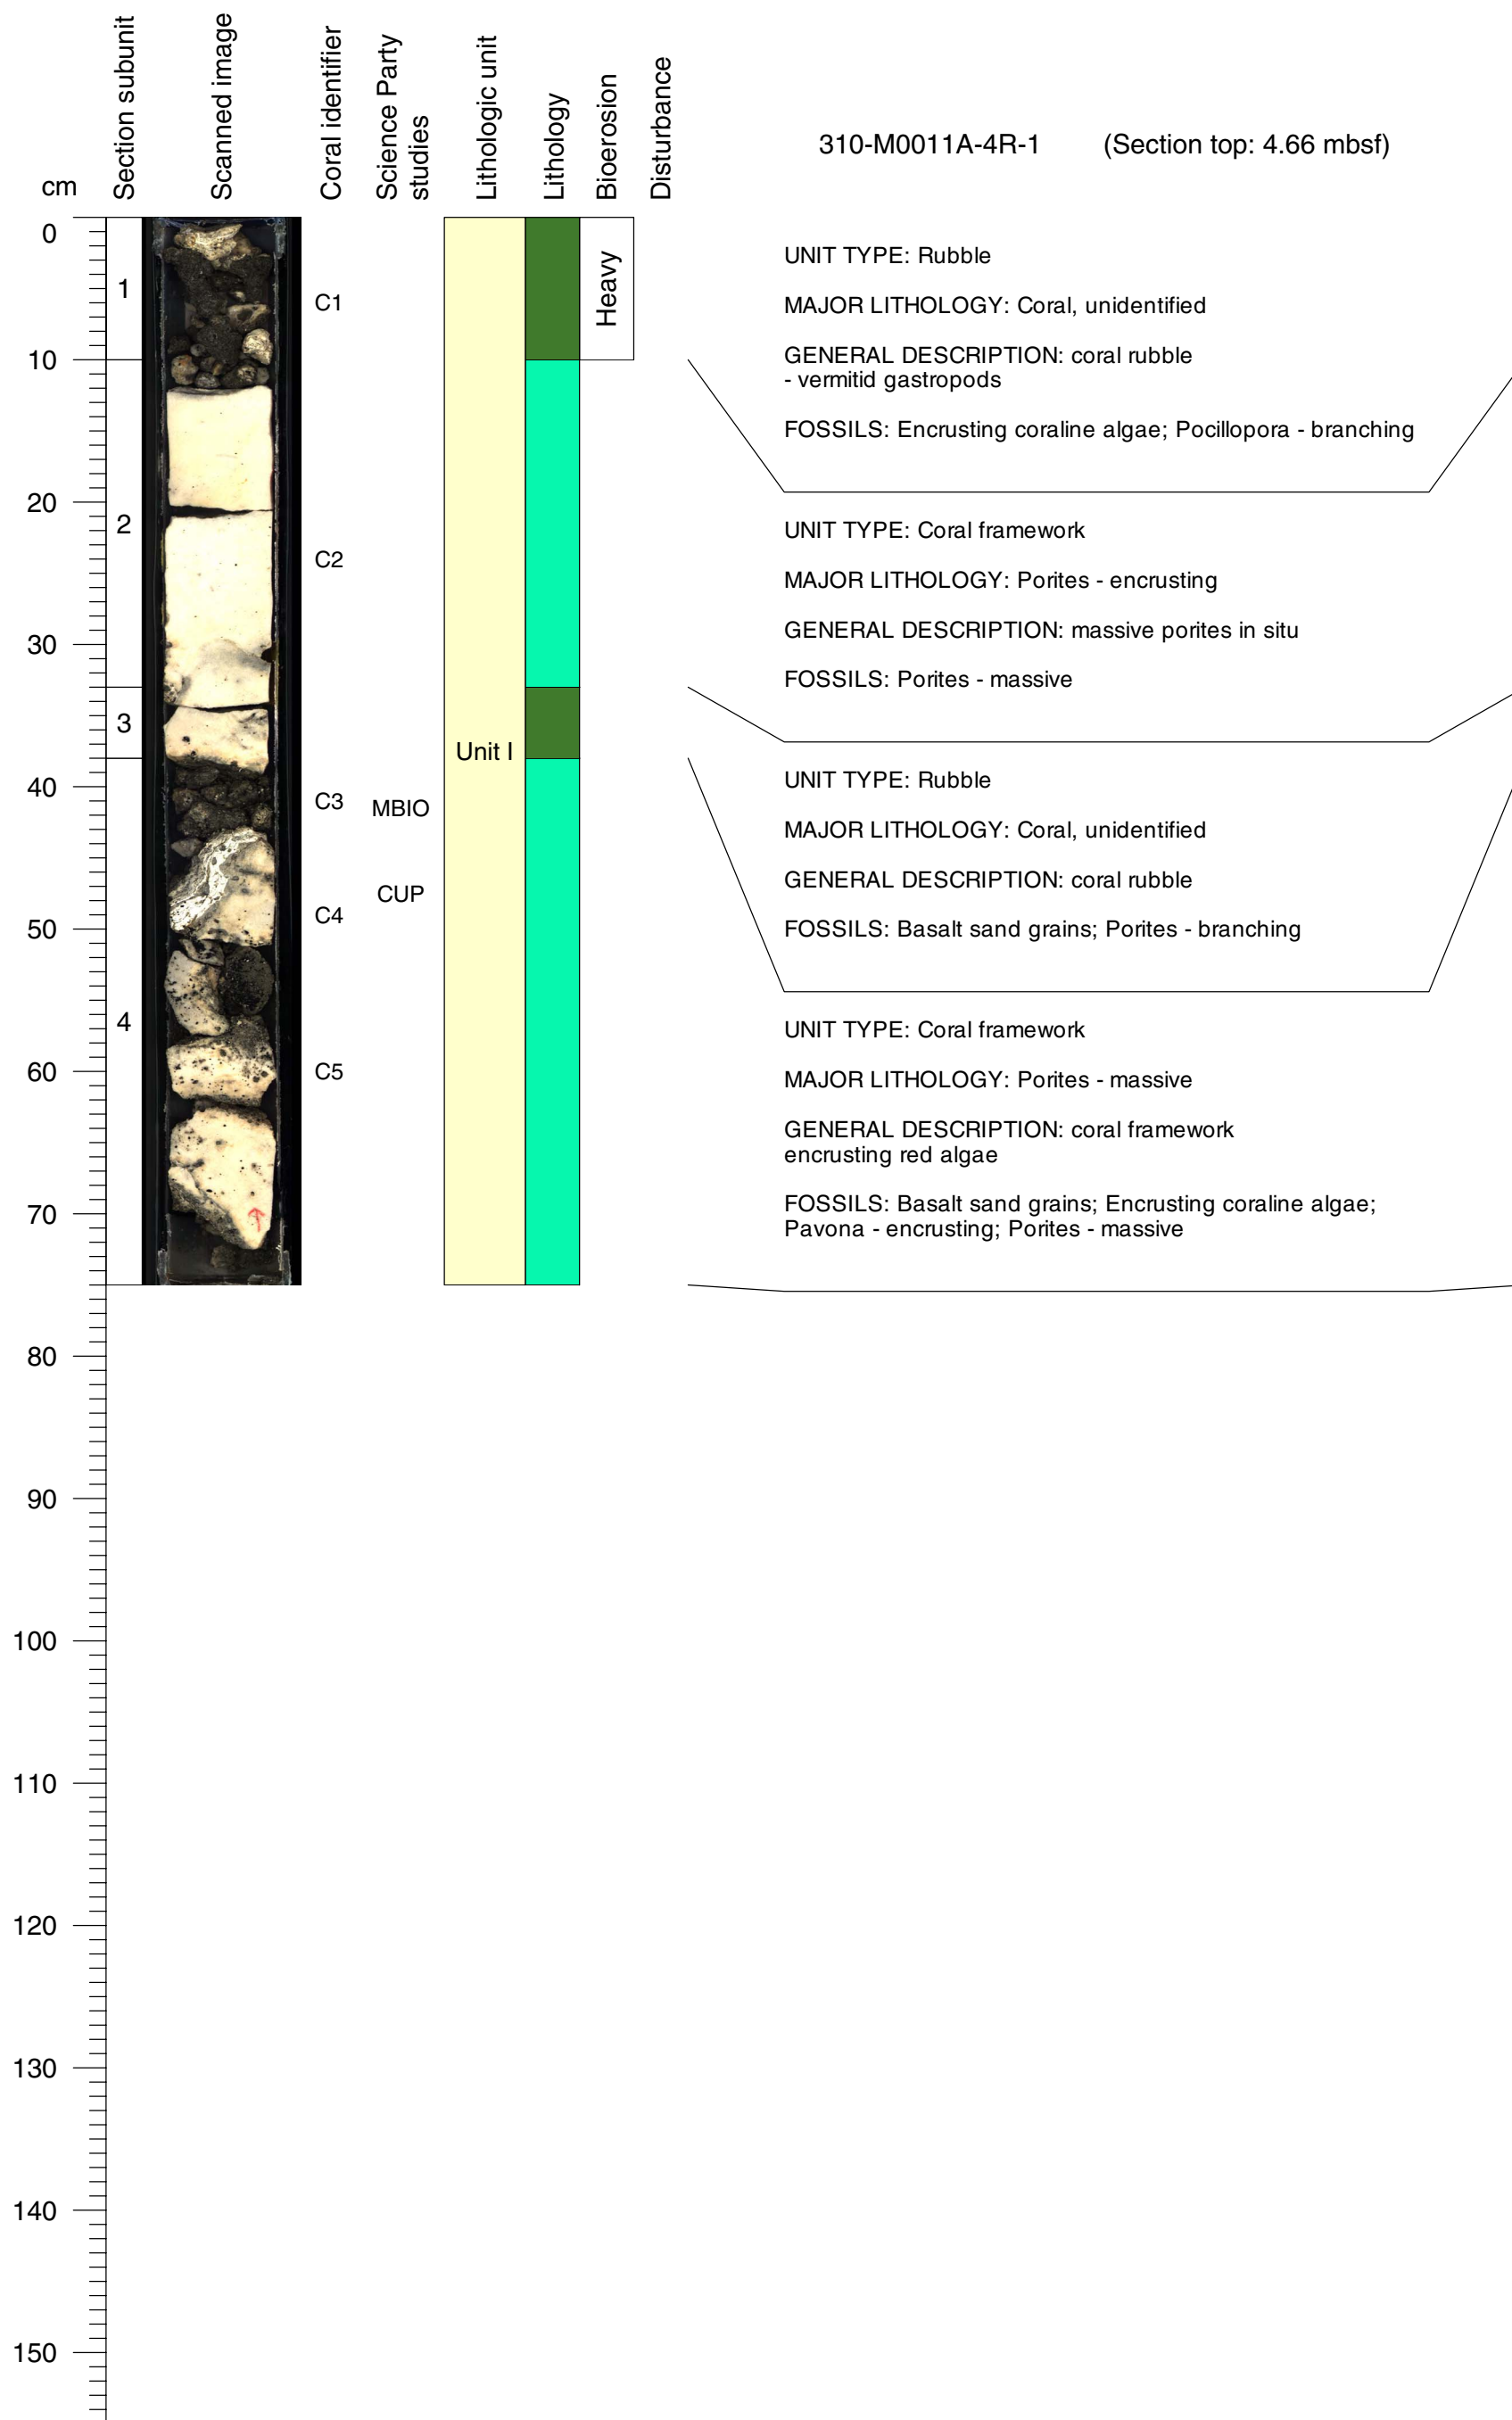 Section subunit
Scanned image
Coral identifier
Science Party
studies
Lithologic unit
Lithology
Bioerosion
Disturbance
310-M0011A-4R-1 (Section top: 4.66 mbsf)
cm
0
10
20
30
40
50
60
70
80
90
100
110
120
130
140
150
1
2
3
4
C1
C2
C3
C4
C5
MBIO
CUP
Unit I
Heavy
UNIT TYPE: Rubble
MAJOR LITHOLOGY: Coral, unidentified
GENERAL DESCRIPTION: coral rubble
- vermitid gastropods
FOSSILS: Encrusting coraline algae; Pocillopora - branching
UNIT TYPE: Coral framework
MAJOR LITHOLOGY: Porites - encrusting
GENERAL DESCRIPTION: massive porites in situ
FOSSILS: Porites - massive
UNIT TYPE: Rubble
MAJOR LITHOLOGY: Coral, unidentified
GENERAL DESCRIPTION: coral rubble
FOSSILS: Basalt sand grains; Porites - branching
UNIT TYPE: Coral framework
MAJOR LITHOLOGY: Porites - massive
GENERAL DESCRIPTION: coral framework
encrusting red algae
FOSSILS: Basalt sand grains; Encrusting coraline algae;
Pavona - encrusting; Porites - massive